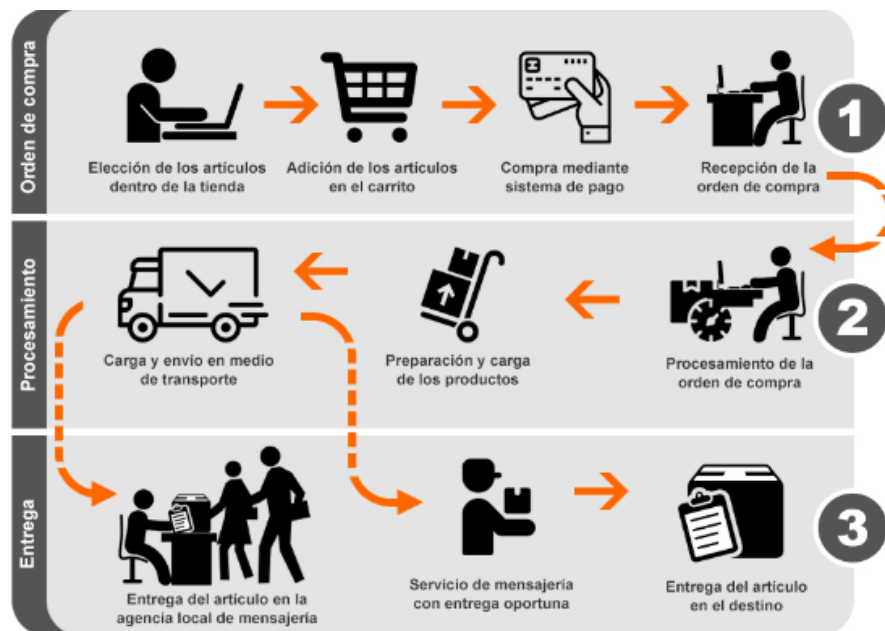 Orden de compra
Elección de los artículos
dentro de la tienda
Adición de los artículos
en el carrito
Compra mediante
sistema de pago
Recepción de la
orden de compra
1
Procesamiento
Carga y envío en medio
de transporte
Preparación y carga
de los productos
Procesamiento de la
orden de compra
2
Entrega
Entrega del artículo en la
agencia local de mensajería
Servicio de mensajería
con entrega oportuna
Entrega del artículo
en el destino
3